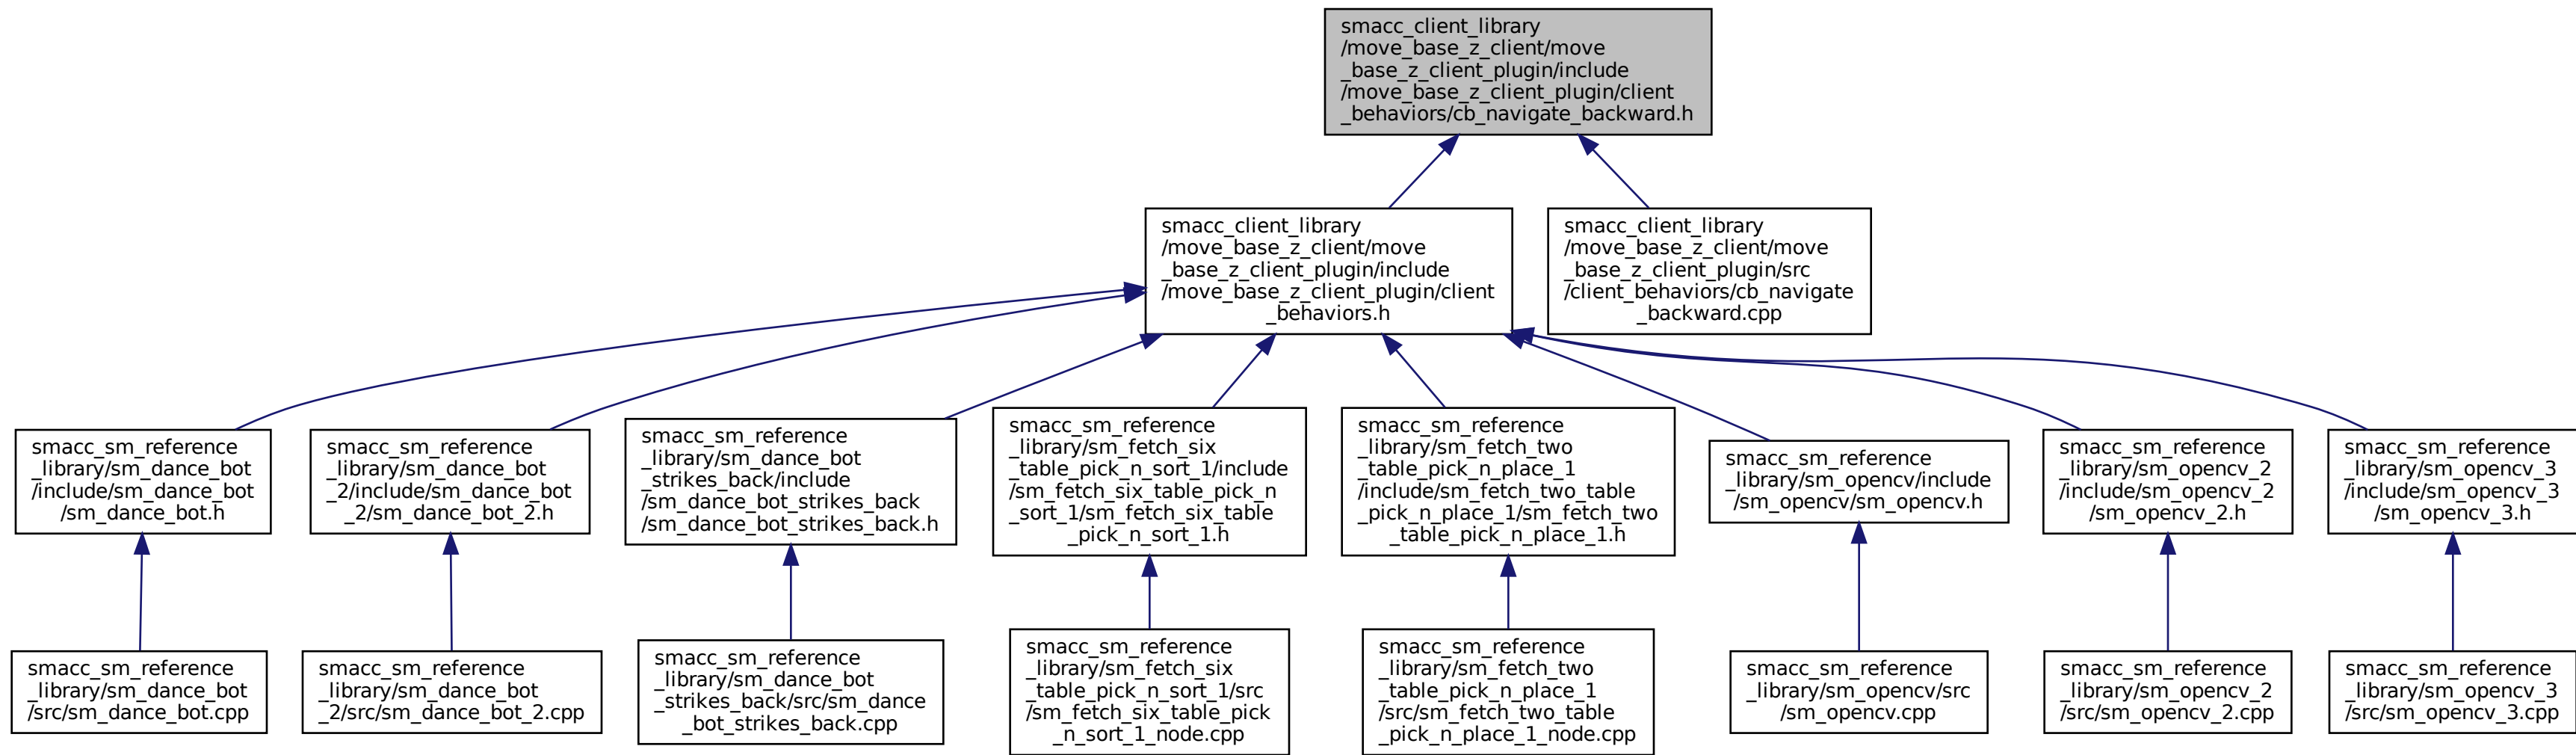 smacc_client_library
/move_base_z_client/move
_base_z_client_plugin/include
/move_base_z_client_plugin/client
_behaviors/cb_navigate_backward.h
smacc_client_library
/move_base_z_client/move
_base_z_client_plugin/include
/move_base_z_client_plugin/client
_behaviors.h
smacc_client_library
/move_base_z_client/move
_base_z_client_plugin/src
/client_behaviors/cb_navigate
_backward.cpp
smacc_sm_reference
_library/sm_dance_bot
/include/sm_dance_bot
/sm_dance_bot.h
smacc_sm_reference
_library/sm_dance_bot
_2/include/sm_dance_bot
_2/sm_dance_bot_2.h
smacc_sm_reference
_library/sm_dance_bot
_strikes_back/include
/sm_dance_bot_strikes_back
/sm_dance_bot_strikes_back.h
smacc_sm_reference
_library/sm_fetch_six
_table_pick_n_sort_1/include
/sm_fetch_six_table_pick_n
_sort_1/sm_fetch_six_table
_pick_n_sort_1.h
smacc_sm_reference
_library/sm_fetch_two
_table_pick_n_place_1
/include/sm_fetch_two_table
_pick_n_place_1/sm_fetch_two
_table_pick_n_place_1.h
smacc_sm_reference
_library/sm_opencv/include
/sm_opencv/sm_opencv.h
smacc_sm_reference
_library/sm_opencv_2
/include/sm_opencv_2
/sm_opencv_2.h
smacc_sm_reference
_library/sm_opencv_3
/include/sm_opencv_3
/sm_opencv_3.h
smacc_sm_reference
_library/sm_dance_bot
/src/sm_dance_bot.cpp
smacc_sm_reference
_library/sm_dance_bot
_2/src/sm_dance_bot_2.cpp
smacc_sm_reference
_library/sm_dance_bot
_strikes_back/src/sm_dance
_bot_strikes_back.cpp
smacc_sm_reference
_library/sm_fetch_six
_table_pick_n_sort_1/src
/sm_fetch_six_table_pick
_n_sort_1_node.cpp
smacc_sm_reference
_library/sm_fetch_two
_table_pick_n_place_1
/src/sm_fetch_two_table
_pick_n_place_1_node.cpp
smacc_sm_reference
_library/sm_opencv/src
/sm_opencv.cpp
smacc_sm_reference
_library/sm_opencv_2
/src/sm_opencv_2.cpp
smacc_sm_reference
_library/sm_opencv_3
/src/sm_opencv_3.cpp